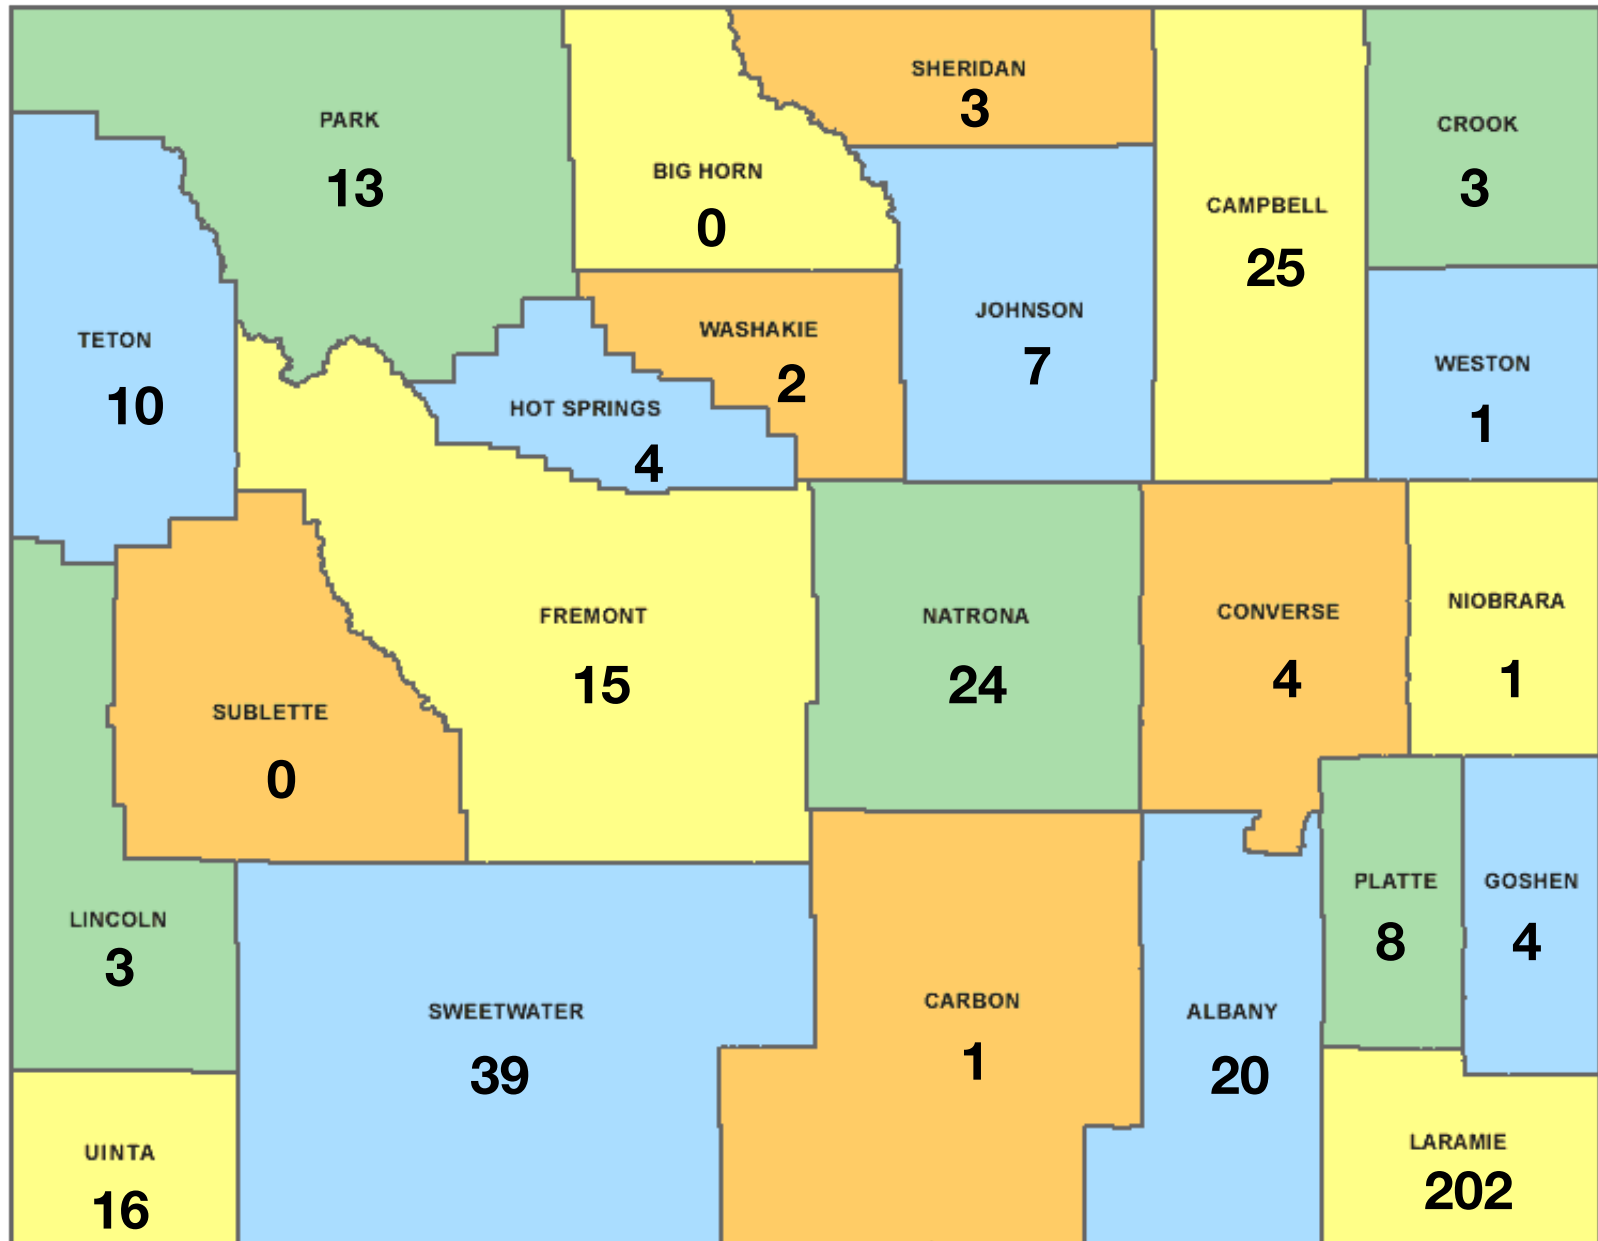 SHERIDAN
3
PARK
13
CROOK
3
BIG HORN
0
CAMPBELL
25
JOHNSON
7
TETON
10
WASHAKIE
2
WESTON
1
HOT SPRINGS
4
FREMONT
15
NATRONA
24
CONVERSE
4
NIOBRARA
1
SUBLETTE
0
LINCOLN
3
PLATTE
8
GOSHEN
4
SWEETWATER
39
CARBON
1
ALBANY
20
UINTA
16
LARAMIE
202